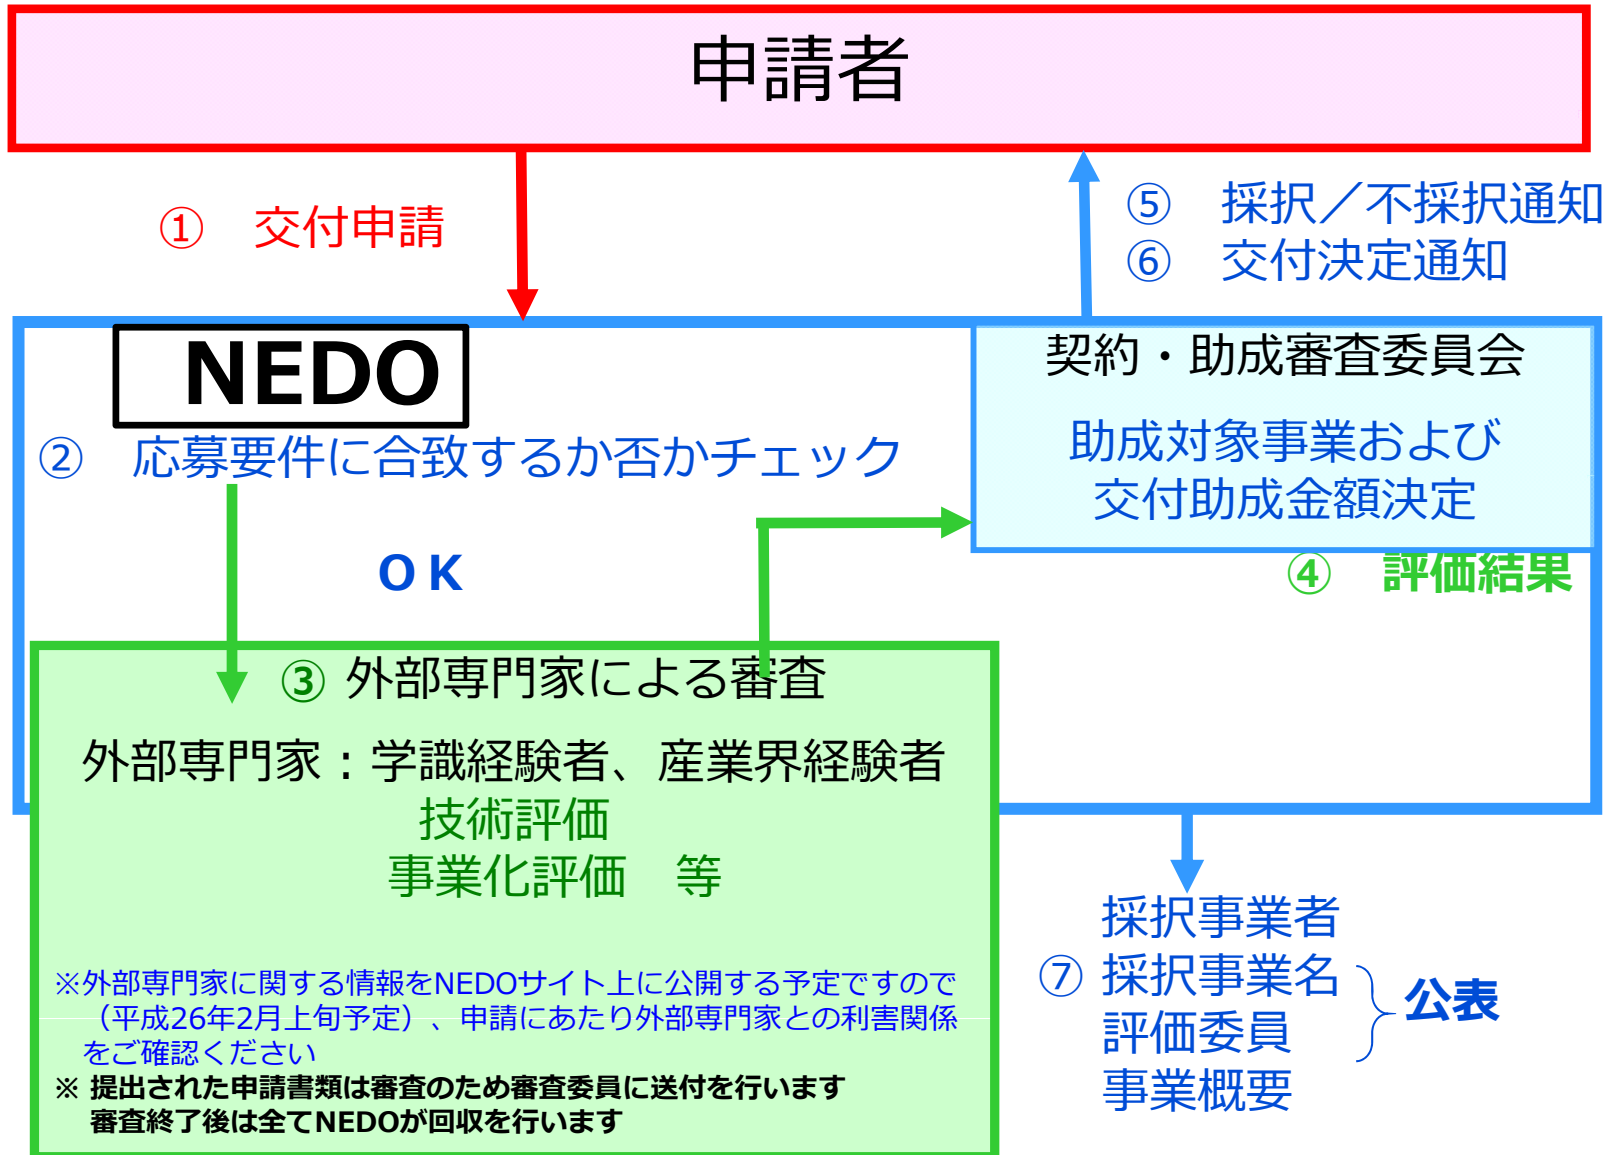 申請者
① 交付申請
⑤ 採択／不採択通知
⑥ 交付決定通知
NEDO
② 応募要件に合致するか否かチェック
契約・助成審査委員会
助成対象事業および
交付助成金額決定
ＯＫ
④ 評価結果
③ 外部専門家による審査
外部専門家：学識経験者、産業界経験者
技術評価
事業化評価　等
※外部専門家に関する情報をNEDOサイト上に公開する予定ですので
（平成26年2月上旬予定）、申請にあたり外部専門家との利害関係
をご確認ください
※ 提出された申請書類は審査のため審査委員に送付を行います
審査終了後は全てNEDOが回収を行います
採択事業者
⑦ 採択事業名
評価委員
事業概要
公表